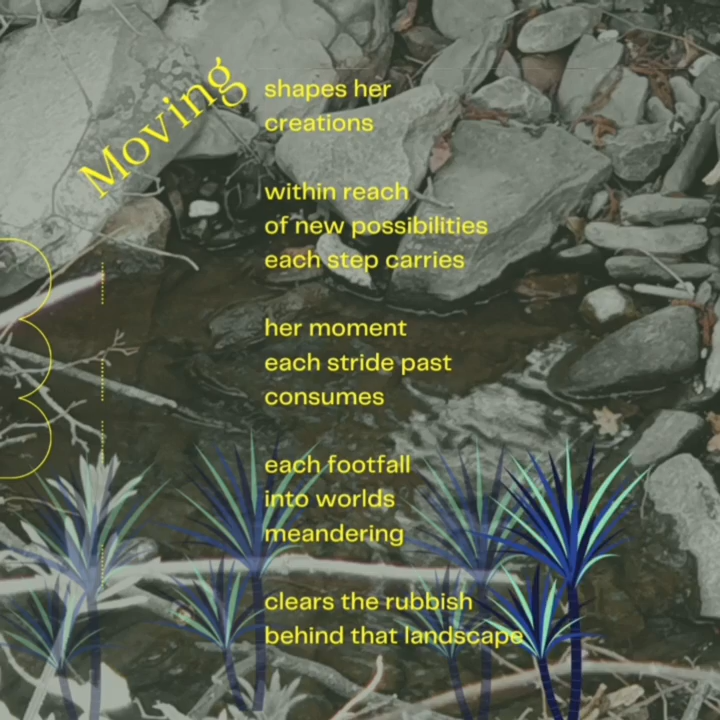 Moving
shapes her
creations
within reach
of new possibilities
each step carries
her moment
each stride past
consumes
each footfall
into worlds
meandering
clears the rubbish
behind that landscape